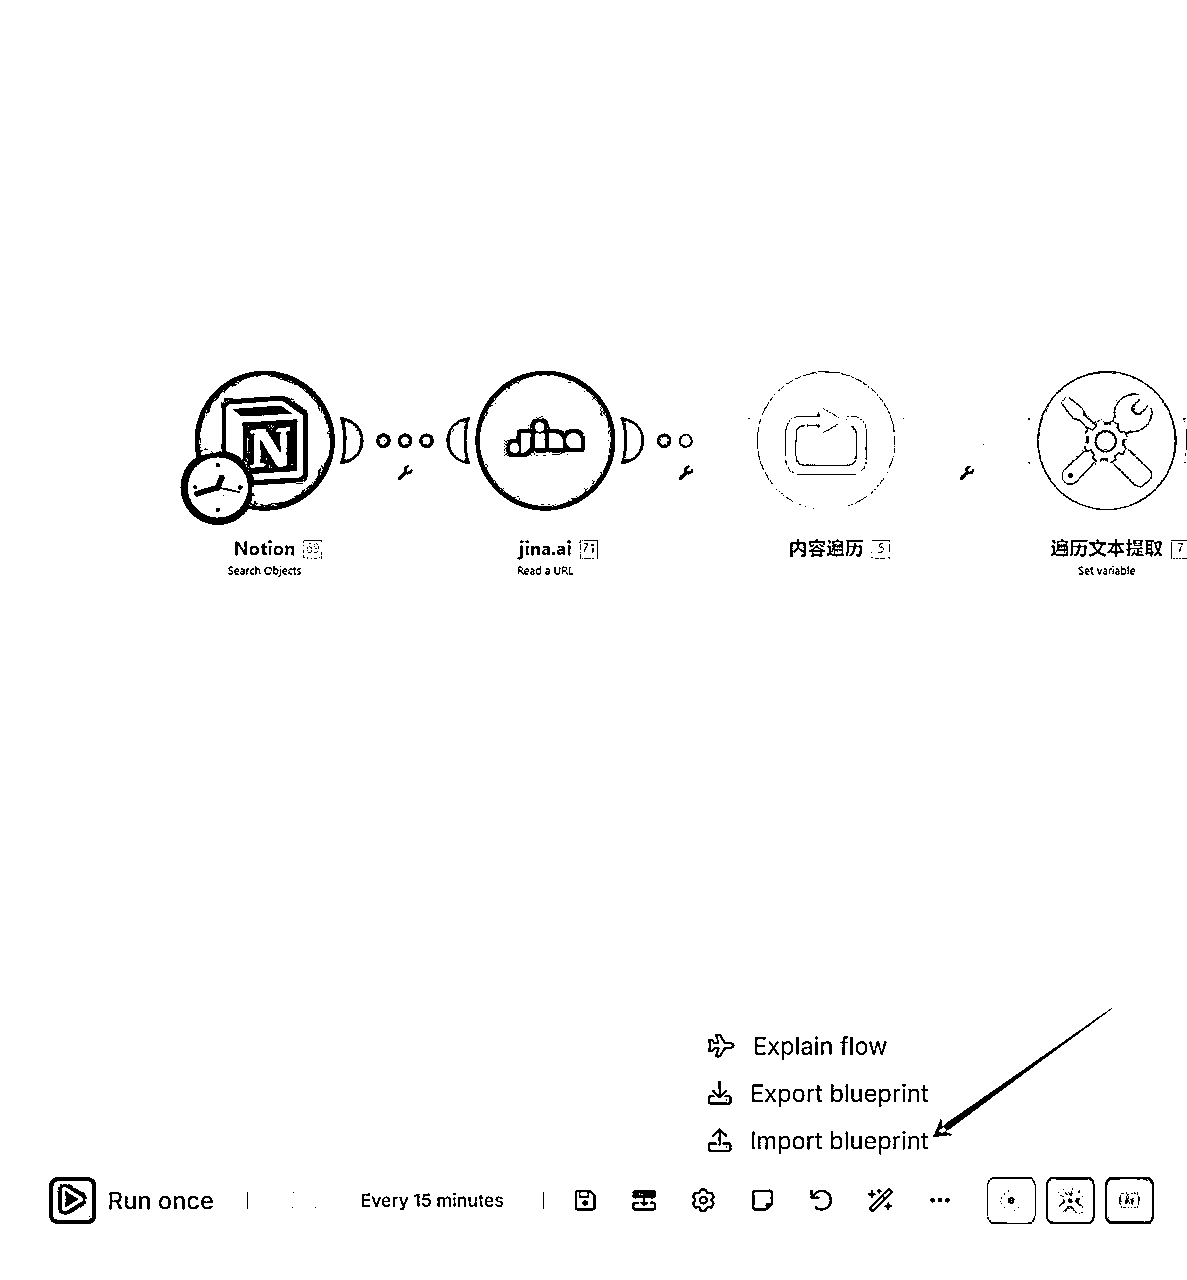 Notion 69
Search Objects
jina.ai 71
Read a URL
内容遍历 5
遍历文本提取 7
Set variable
Explain flow
Export blueprint
Import blueprint
Run once
Every 15 minutes